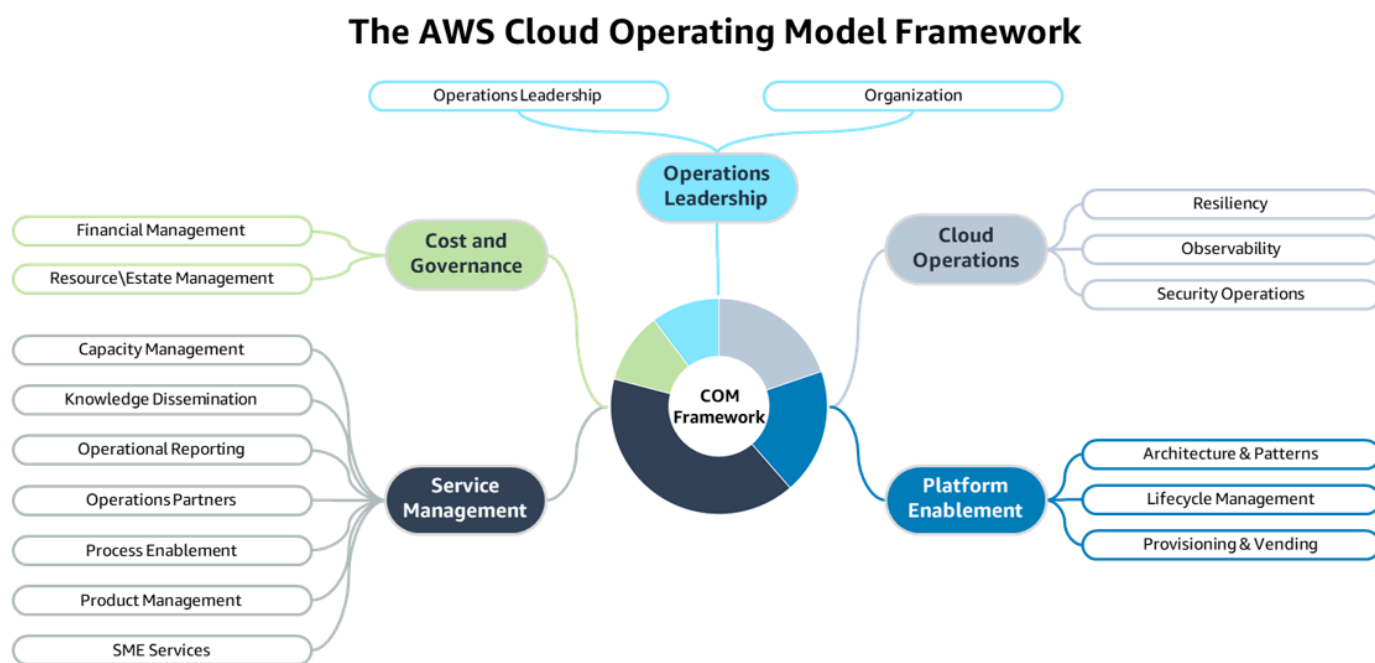 The AWS Cloud Operating Model Framework
Operations Leadership
Organization
Operations
Leadership
Cost and
Governance
Financial Management
Resource\Estate Management
Cloud
Operations
Resiliency
Observability
Security Operations
COM
Framework
Service
Management
Capacity Management
Knowledge Dissemination
Operational Reporting
Operations Partners
Process Enablement
Product Management
SME Services
Platform
Enablement
Architecture & Patterns
Lifecycle Management
Provisioning & Vending